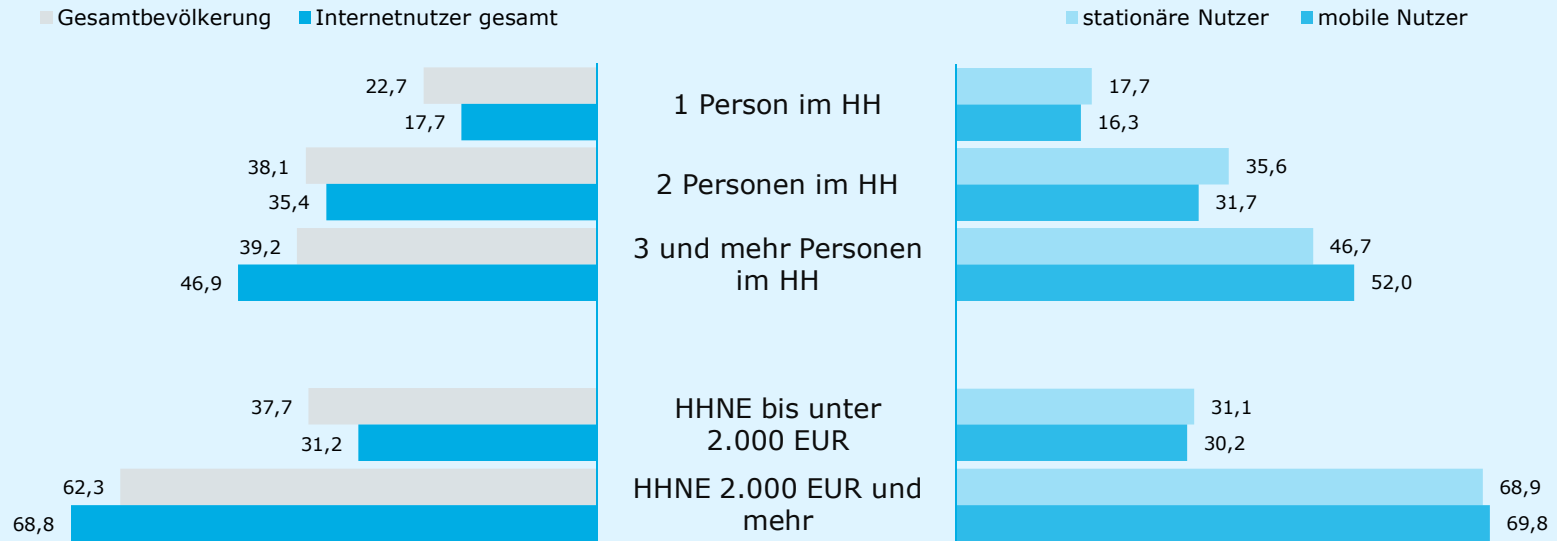 Gesamtbevölkerung Internetnutzer gesamt
stationäre Nutzer mobile Nutzer
22,7
17,7
1 Person im HH
17,7
16,3
38,1
35,4
2 Personen im HH
35,6
31,7
39,2
46,9
3 und mehr Personen
im HH
46,7
52,0
37,7
31,2
HHNE bis unter
2.000 EUR
31,1
30,2
62,3
68,8
HHNE 2.000 EUR und
mehr
68,9
69,8